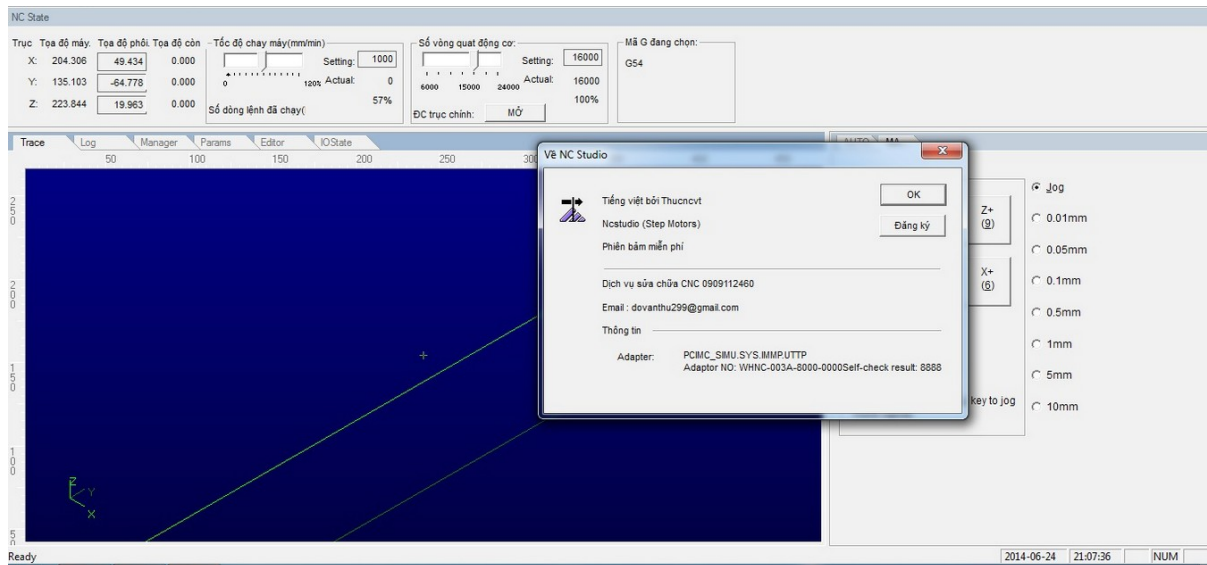 NC State
Trục Tọa độ máy. Tọa độ phôi. Tọa độ còn
X: 204.306 49.434 0.000
Y: 135.103 -64.778 0.000
Z: 223.844 19.963 0.000
Tốc độ chay máy(mm/min)
Setting: 1000
0 120% Actual: 0
57%
Số dòng lệnh đã chạy(
Số vòng quat động cơ:
Setting: 16000
6000 15000 24000 Actual: 16000
100%
ĐC trục chính: MỞ
Mã G đang chọn:
G54
Trace Log Manager Params Editor IOState
50 100 150 200 250 300
250
200
150
100
50
Z
Y
X
AUTO MA
Z+
(9)
X+
(6)
key to jog
Jog
0.01mm
0.05mm
0.1mm
0.5mm
1mm
5mm
10mm
Vê NC Studio
Tiếng việt bởi Thucncvt
Ncstudio (Step Motors)
Phiên bảm miễn phí
OK
Đăng ký
Dịch vụ sửa chữa CNC 0909112460
Email : dovanthu299@gmail.com
Thông tin
Adapter: PCIMC_SIMU.SYS.IMMP.UTTP
Adaptor NO: WHNC-003A-8000-0000Self-check result: 8888
Ready
2014-06-24 21:07:36 NUM